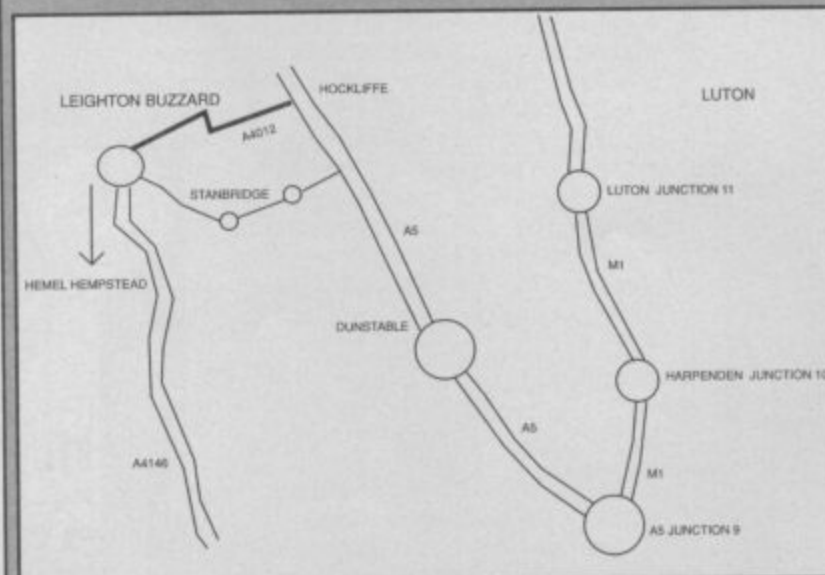 HOCKLIFFE
LEIGHTON BUZZARD
LUTON
A4012
STANBRIDGE
LUTON JUNCTION 11
A5
M1
HEMEL HEMPSTEAD
DUNSTABLE
HARPENDEN JUNCTION 10
A5
A4146
M1
A5 JUNCTION 9